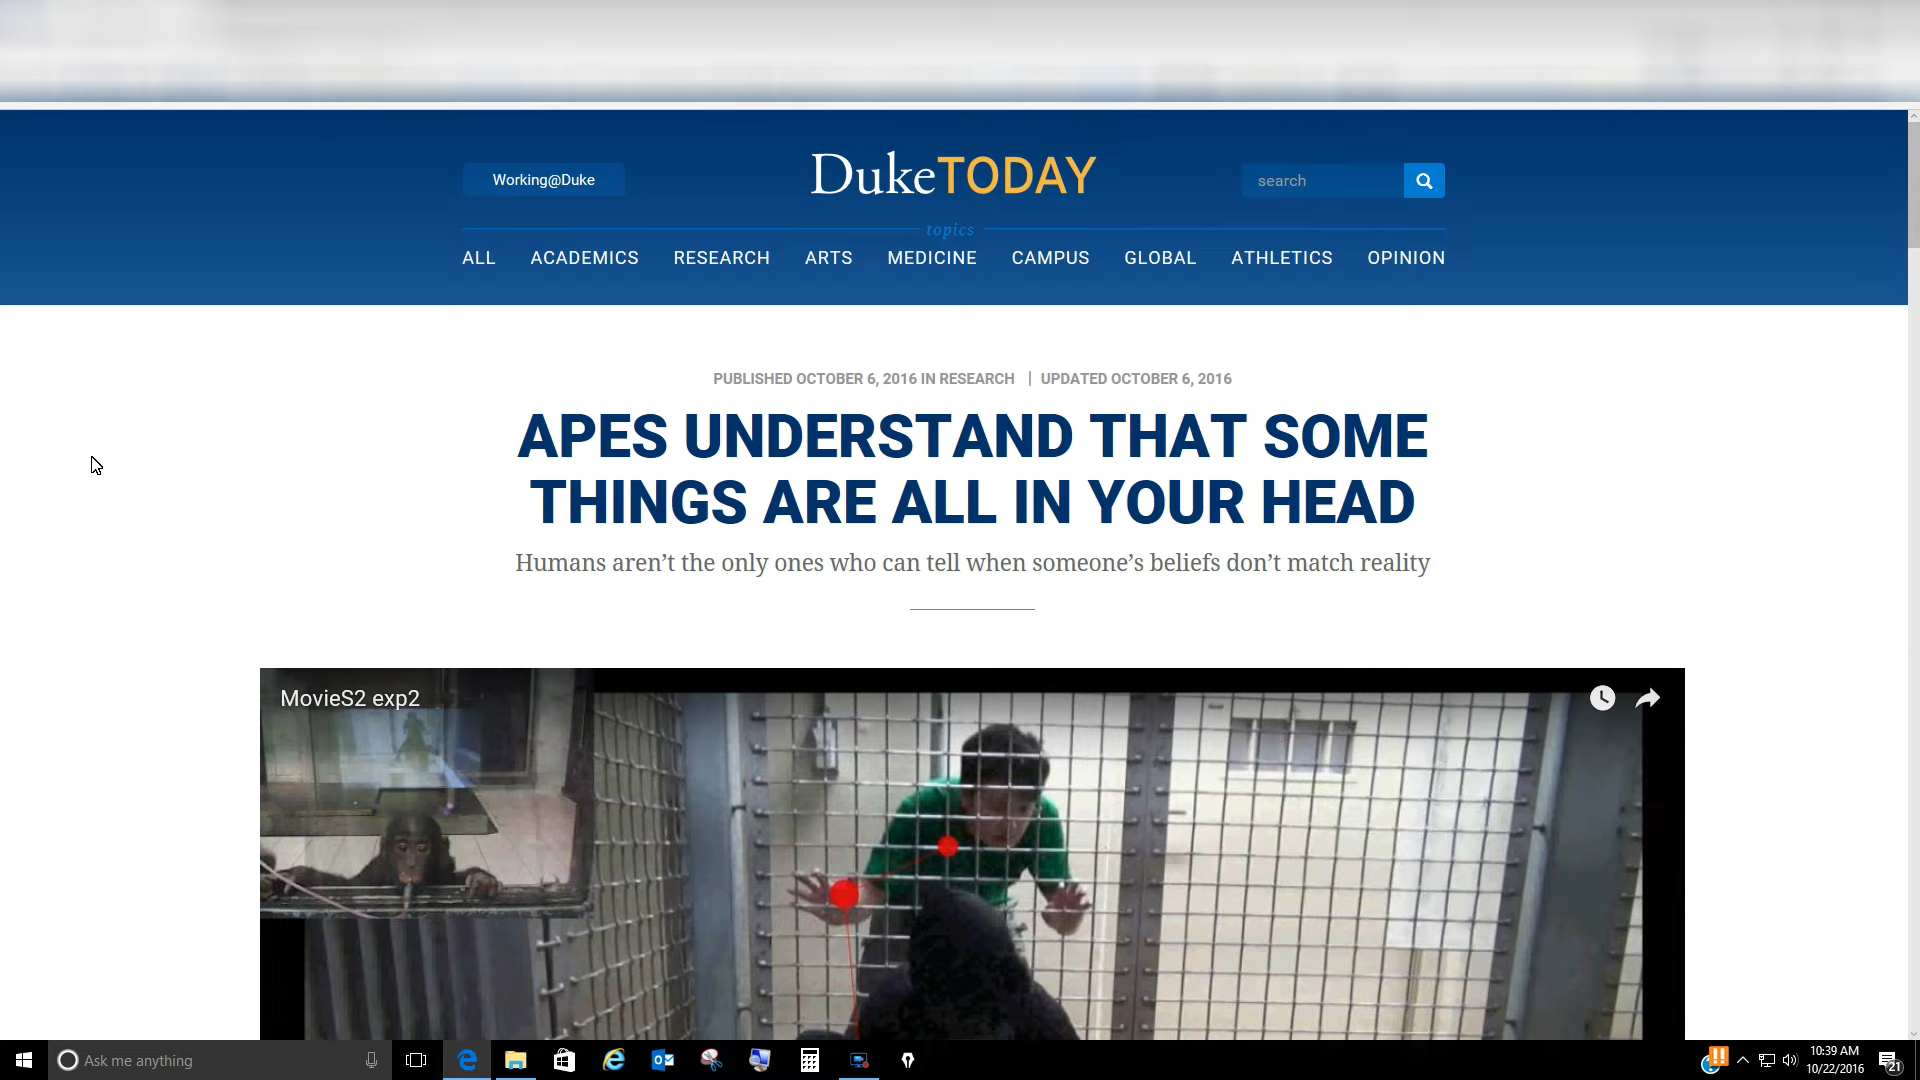 Working@Duke
DukeTODAY
search
topics
ALL ACADEMICS RESEARCH ARTS MEDICINE CAMPUS GLOBAL ATHLETICS OPINION
PUBLISHED OCTOBER 6, 2016 IN RESEARCH | UPDATED OCTOBER 6, 2016
APES UNDERSTAND THAT SOME
THINGS ARE ALL IN YOUR HEAD
Humans aren’t the only ones who can tell when someone’s beliefs don’t match reality
MovieS2 exp2
Ask me anything
10:39 AM
10/22/2016
21